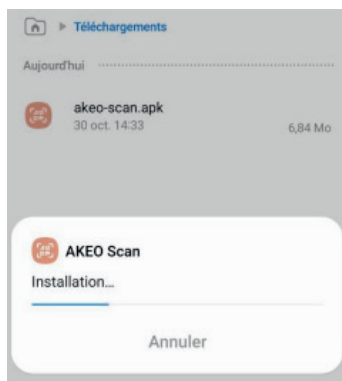 Téléchargements
Aujourd'hui
akeo-scan.apk
30 oct. 14:33
6,84 Mo
AKEO Scan
Installation...
Annuler